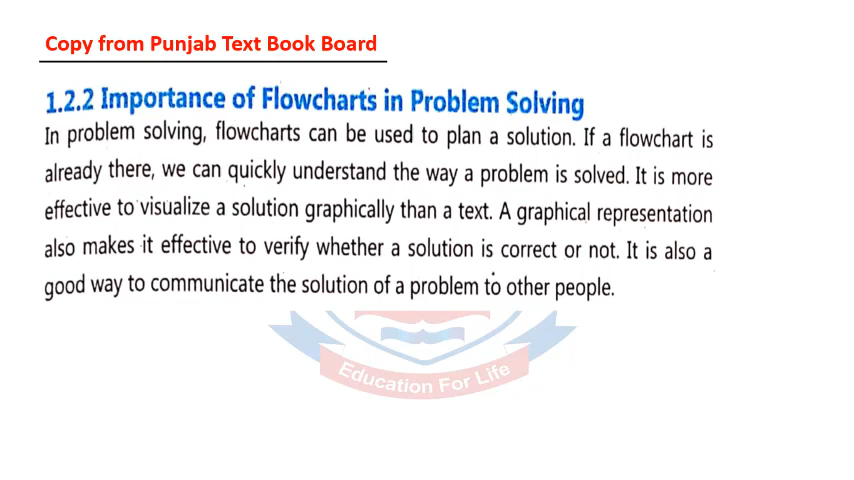 Copy from Punjab Text Book Board
1.2.2 Importance of Flowcharts in Problem Solving
In problem solving, flowcharts can be used to plan a solution. If a flowchart is
already there, we can quickly understand the way a problem is solved. It is more
effective to visualize a solution graphically than a text. A graphical representation
also makes it effective to verify whether a solution is correct or not. It is also a
good way to communicate the solution of a problem to other people.
Education For Life